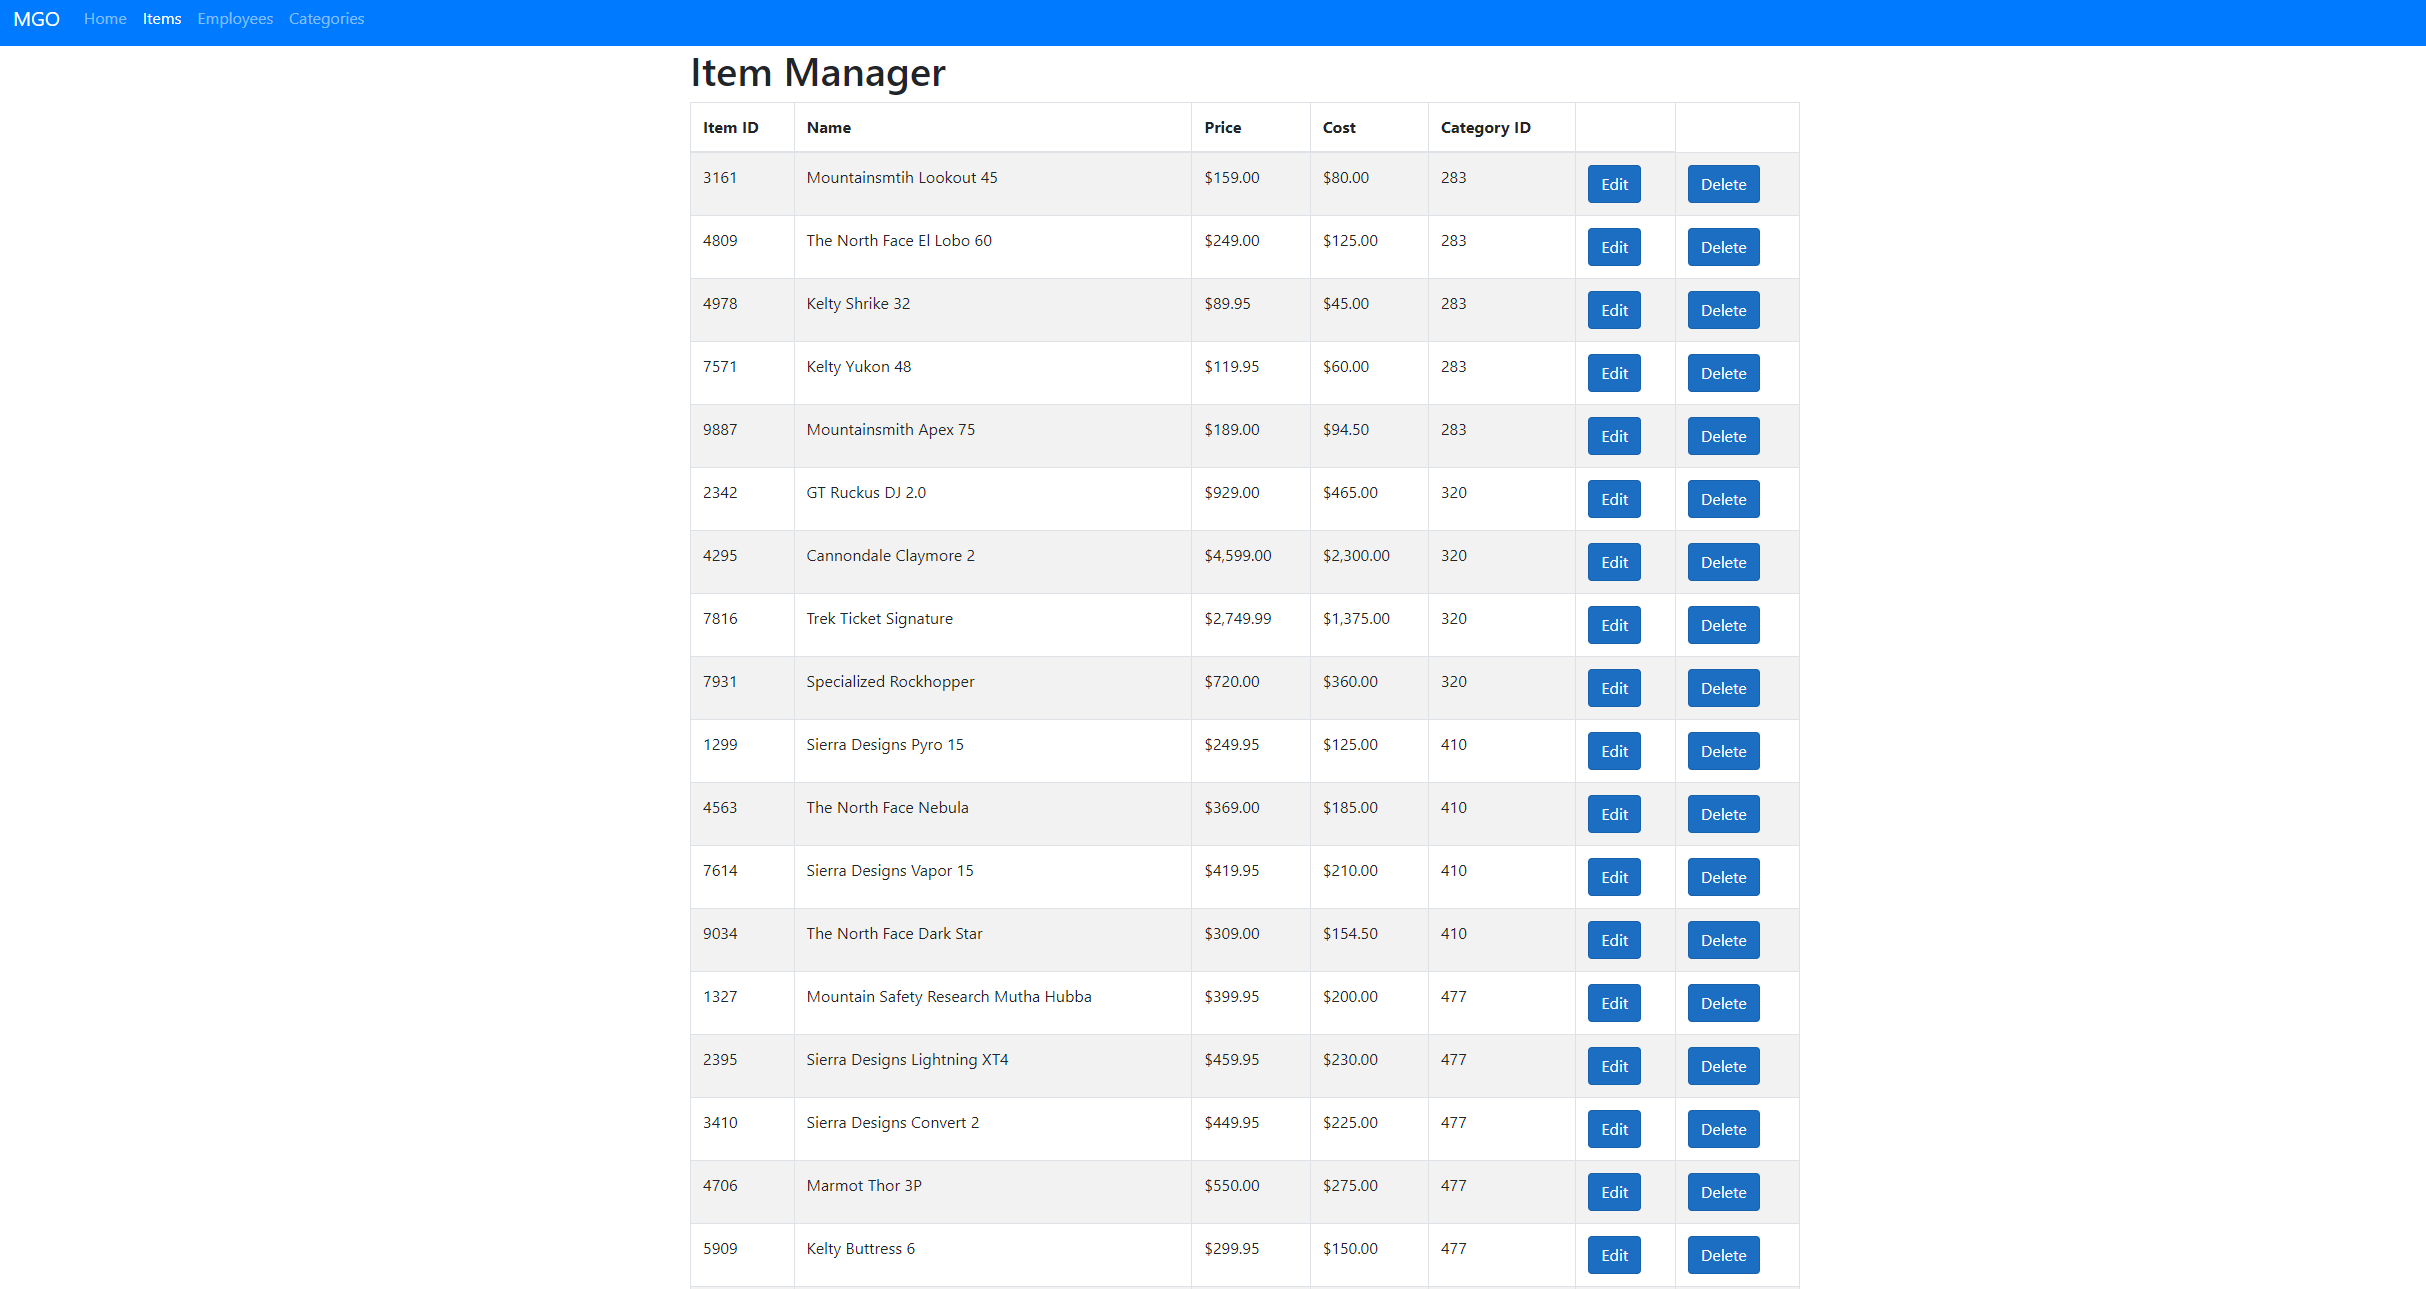 MGO Home Items Employees Categories
Item Manager
Item ID Name Price Cost Category ID
3161 Mountainsmtih Lookout 45 $159.00 $80.00 283 Edit Delete
4809 The North Face El Lobo 60 $249.00 $125.00 283 Edit Delete
4978 Kelty Shrike 32 $89.95 $45.00 283 Edit Delete
7571 Kelty Yukon 48 $119.95 $60.00 283 Edit Delete
9887 Mountainsmith Apex 75 $189.00 $94.50 283 Edit Delete
2342 GT Ruckus DJ 2.0 $929.00 $465.00 320 Edit Delete
4295 Cannondale Claymore 2 $4,599.00 $2,300.00 320 Edit Delete
7816 Trek Ticket Signature $2,749.99 $1,375.00 320 Edit Delete
7931 Specialized Rockhopper $720.00 $360.00 320 Edit Delete
1299 Sierra Designs Pyro 15 $249.95 $125.00 410 Edit Delete
4563 The North Face Nebula $369.00 $185.00 410 Edit Delete
7614 Sierra Designs Vapor 15 $419.95 $210.00 410 Edit Delete
9034 The North Face Dark Star $309.00 $154.50 410 Edit Delete
1327 Mountain Safety Research Mutha Hubba $399.95 $200.00 477 Edit Delete
2395 Sierra Designs Lightning XT4 $459.95 $230.00 477 Edit Delete
3410 Sierra Designs Convert 2 $449.95 $225.00 477 Edit Delete
4706 Marmot Thor 3P $550.00 $275.00 477 Edit Delete
5909 Kelty Buttress 6 $299.95 $150.00 477 Edit Delete